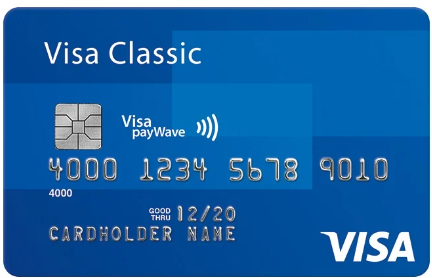 Visa Classic
Visa
payWave
4000 1234 5678 9010
4000
GOOD THRU 12/20
CARDHOLDER NAME
VISA